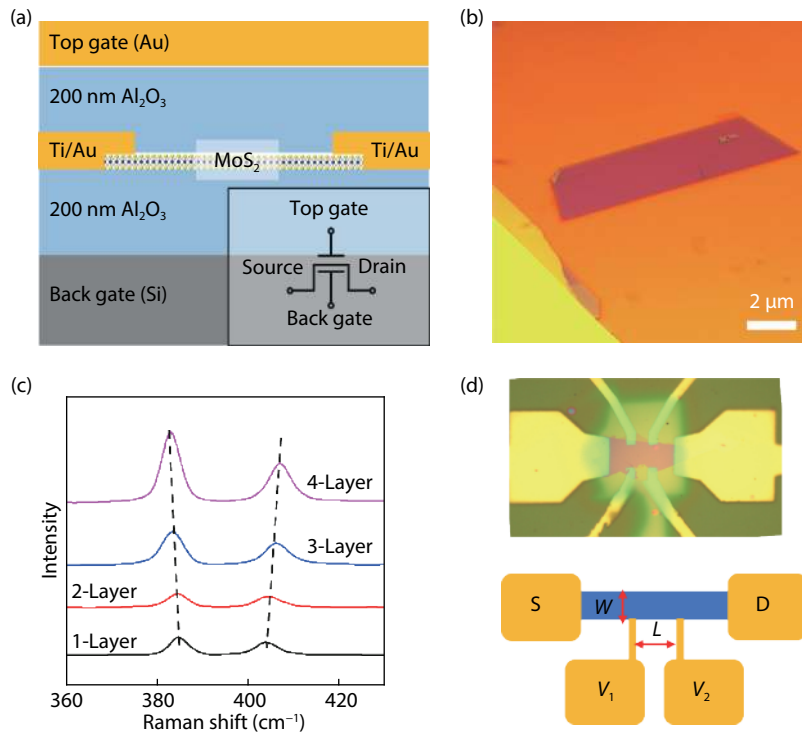 (a)
Top gate (Au)
200 nm Al₂O₃
Ti/Au
MoS₂
Ti/Au
200 nm Al₂O₃
Top gate
Source
Drain
Back gate
Back gate (Si)
(b)
2 μm
(c)
Intensity
4-Layer
3-Layer
2-Layer
1-Layer
360 380 400 420
Raman shift (cm⁻¹)
(d)
S
W
L
D
V₁
V₂